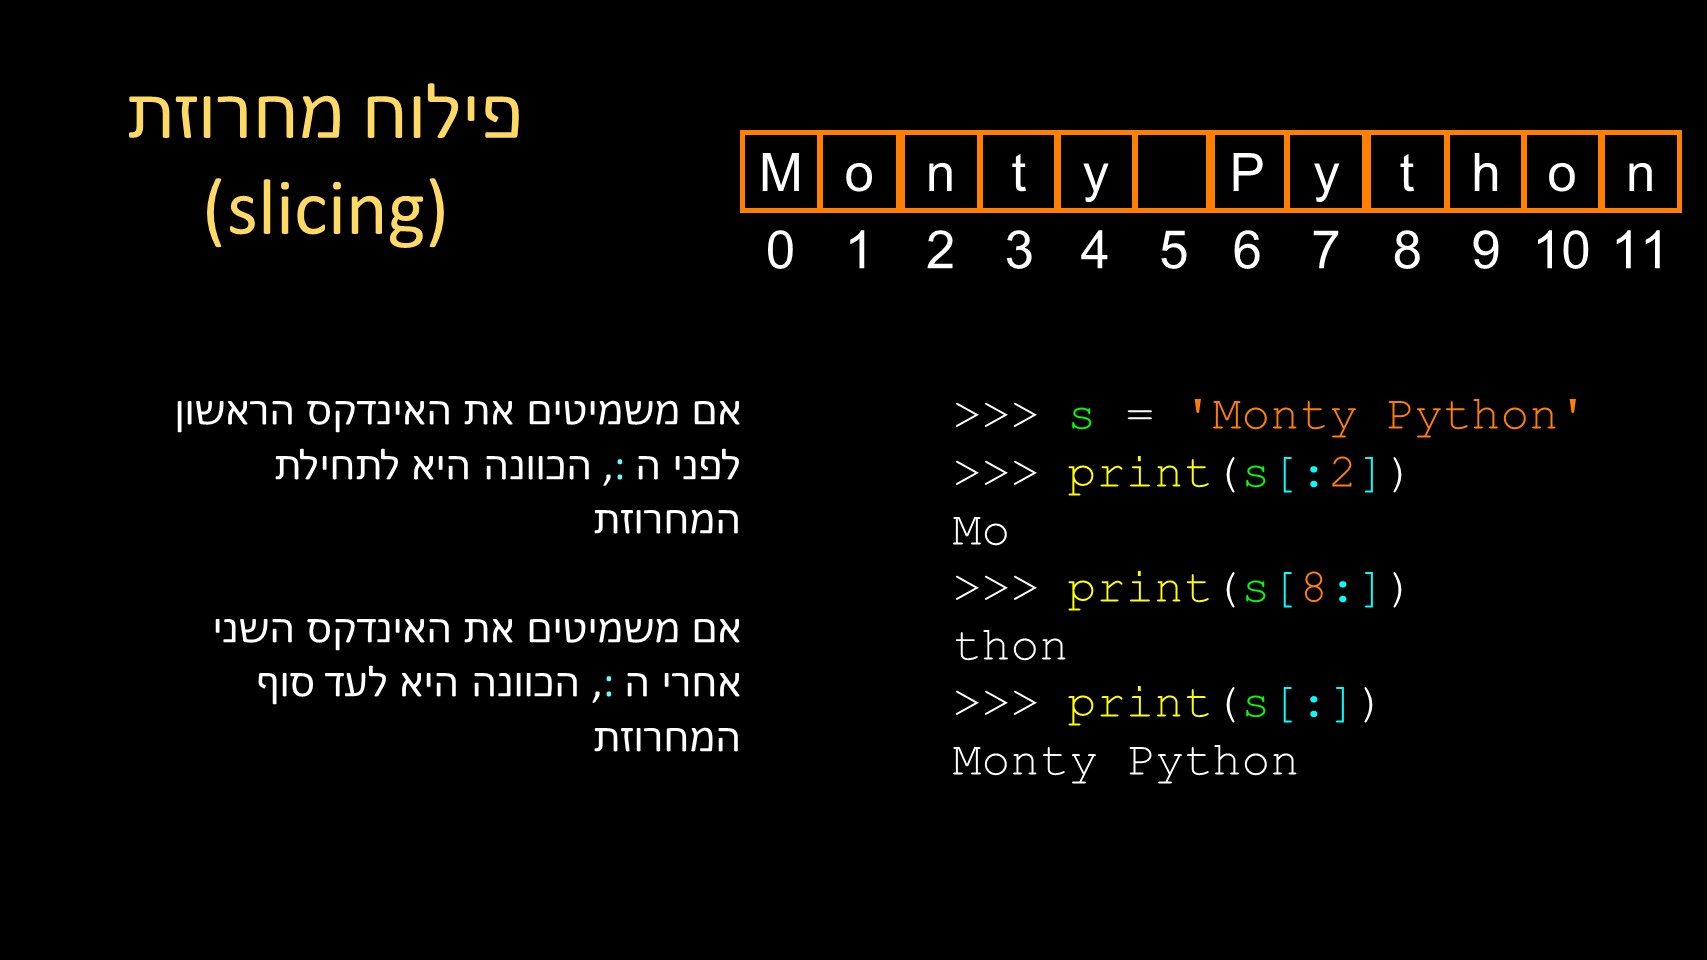 פילוח מחרוזת
(slicing)
M o n t y P y t h o n
0 1 2 3 4 5 6 7 8 9 10 11
אם משמיטים את האינדקס הראשון
לפני ה :, הכוונה היא לתחילת
המחרוזת
אם משמיטים את האינדקס השני
אחרי ה :, הכוונה היא לעד סוף
המחרוזת
>>> s = 'Monty Python'
>>> print(s[:2])
Mo
>>> print(s[8:])
thon
>>> print(s[:])
Monty Python